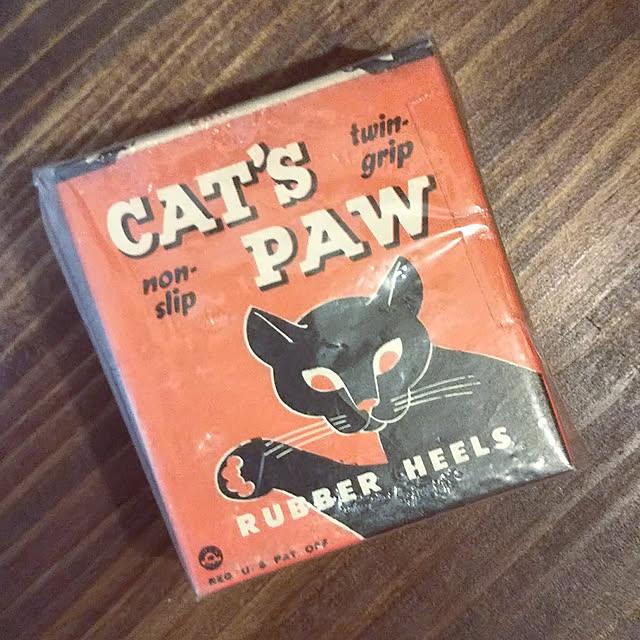 twin-
grip
CAT'S
PAW
non-
slip
RUBBER HEELS
REG. U. S. PAT. OFF